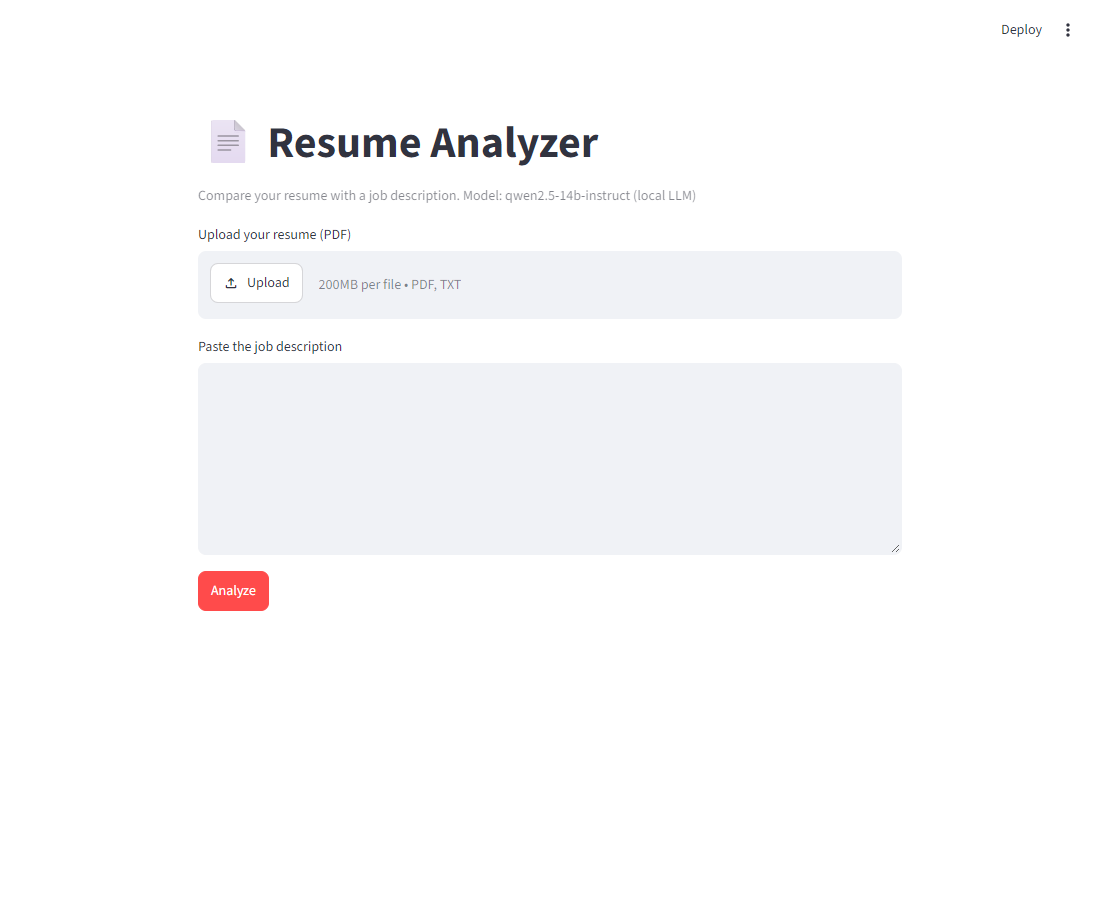 Deploy
Resume Analyzer
Compare your resume with a job description. Model: qwen2.5-14b-instruct (local LLM)
Upload your resume (PDF)
Upload
200MB per file • PDF, TXT
Paste the job description
Analyze